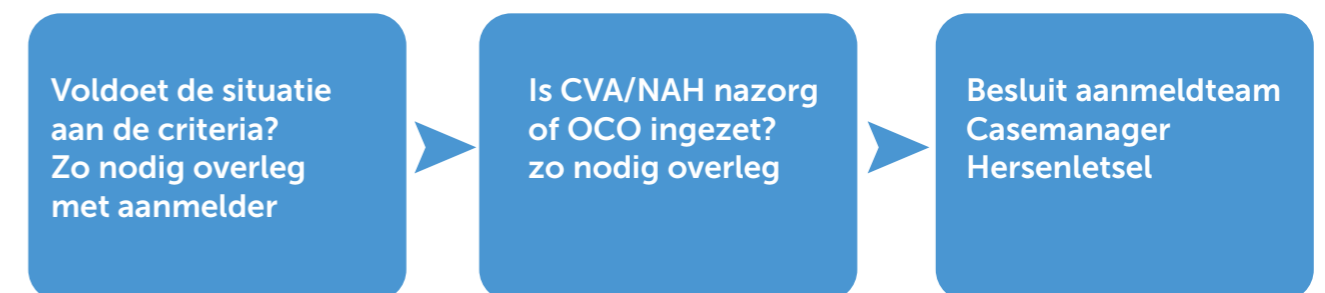 Voldoet de situatie
aan de criteria?
Zo nodig overleg
met aanmelder
Is CVA/NAH nazorg
of OCO ingezet?
zo nodig overleg
Besluit aanmeldteam
Casemanager
Hersenletsel